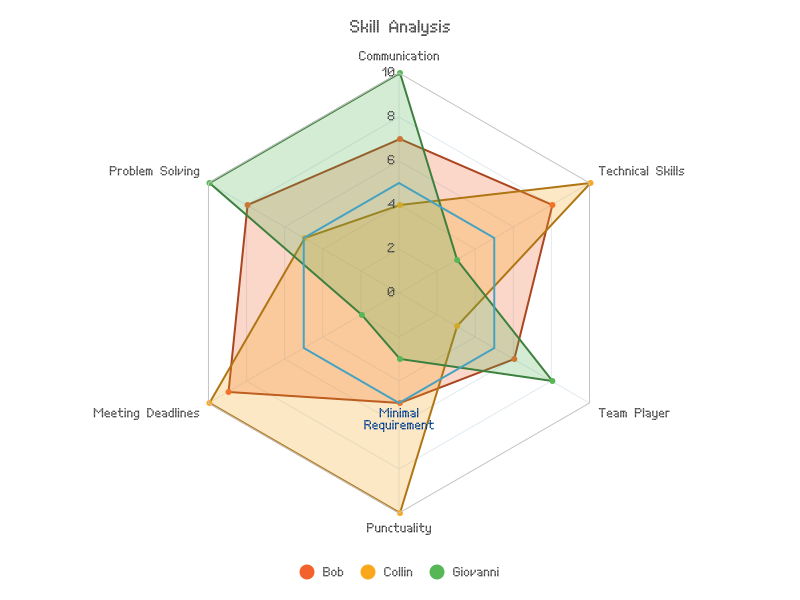 Skill Analysis
Communication
10
8
6
4
2
0
Problem Solving
Technical Skills
Meeting Deadlines
Team Player
Minimal
Requirement
Punctuality
Bob
Collin
Giovanni